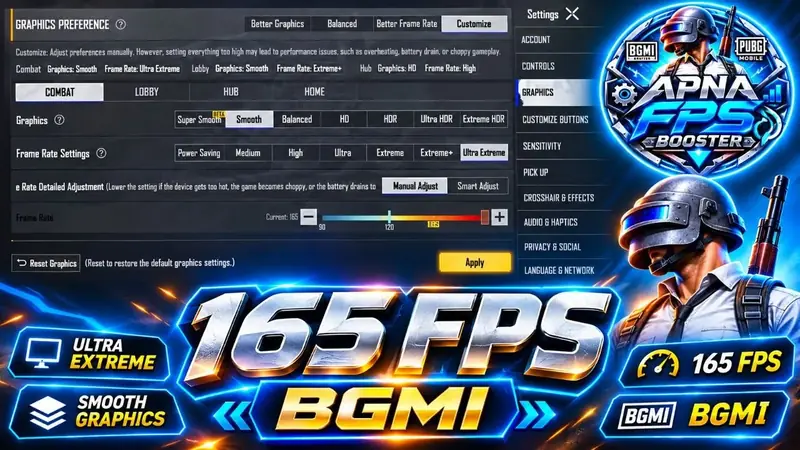 GRAPHICS PREFERENCE ?
Better Graphics Balanced Better Frame Rate Customize
Customize: Adjust preferences manually. However, setting everything too high may lead to performance issues, such as overheating, battery drain, or choppy gameplay.
Combat Graphics: Smooth Frame Rate: Ultra Extreme Lobby Graphics: Smooth Frame Rate: Extreme+ Hub Graphics: HD Frame Rate: High
COMBAT LOBBY HUB HOME
Graphics ?
BETA
Super Smooth Smooth Balanced HD HDR Ultra HDR Extreme HDR
Frame Rate Settings ?
Power Saving Medium High Ultra Extreme Extreme+ Ultra Extreme
e Rate Detailed Adjustment (Lower the setting if the device gets too hot, the game becomes choppy, or the battery drains to
Manual Adjust Smart Adjust
Frame Rate
Current: 165 − +
90 120
Reset Graphics (Reset to restore the default graphics settings.)
Apply
Settings
ACCOUNT
CONTROLS
GRAPHICS
CUSTOMIZE BUTTONS
SENSITIVITY
PICK UP
CROSSHAIR & EFFECTS
AUDIO & HAPTICS
PRIVACY & SOCIAL
LANGUAGE & NETWORK
BGMI
PUBG
MOBILE
APNA
FPS
BOOSTER
ULTRA
EXTREME
SMOOTH
GRAPHICS
165 FPS
BGMI
165 FPS
BGMI BGMI